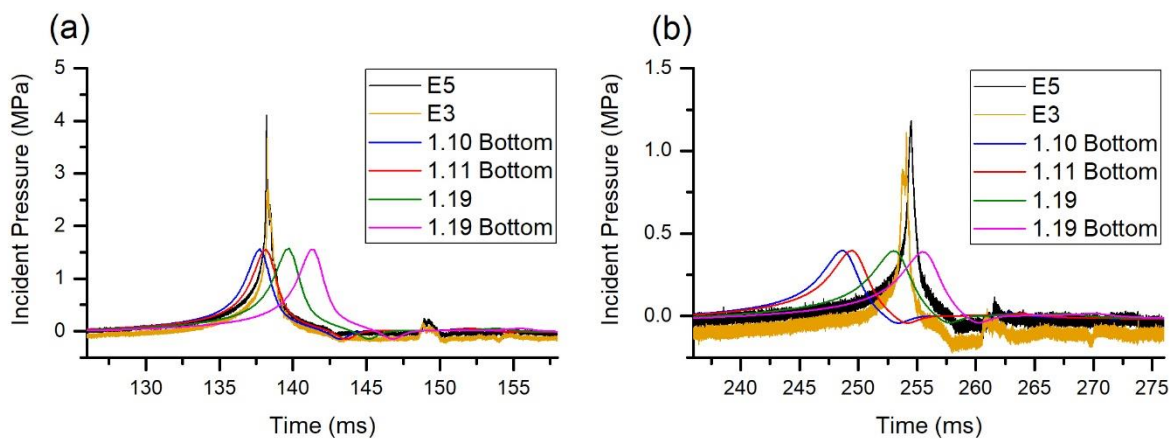 (a)
Incident Pressure (MPa)
5
4
3
2
1
0
E5
E3
1.10 Bottom
1.11 Bottom
1.19
1.19 Bottom
130 135 140 145 150 155
Time (ms)
(b)
Incident Pressure (MPa)
1.5
1.0
0.5
0.0
E5
E3
1.10 Bottom
1.11 Bottom
1.19
1.19 Bottom
240 245 250 255 260 265 270 275
Time (ms)